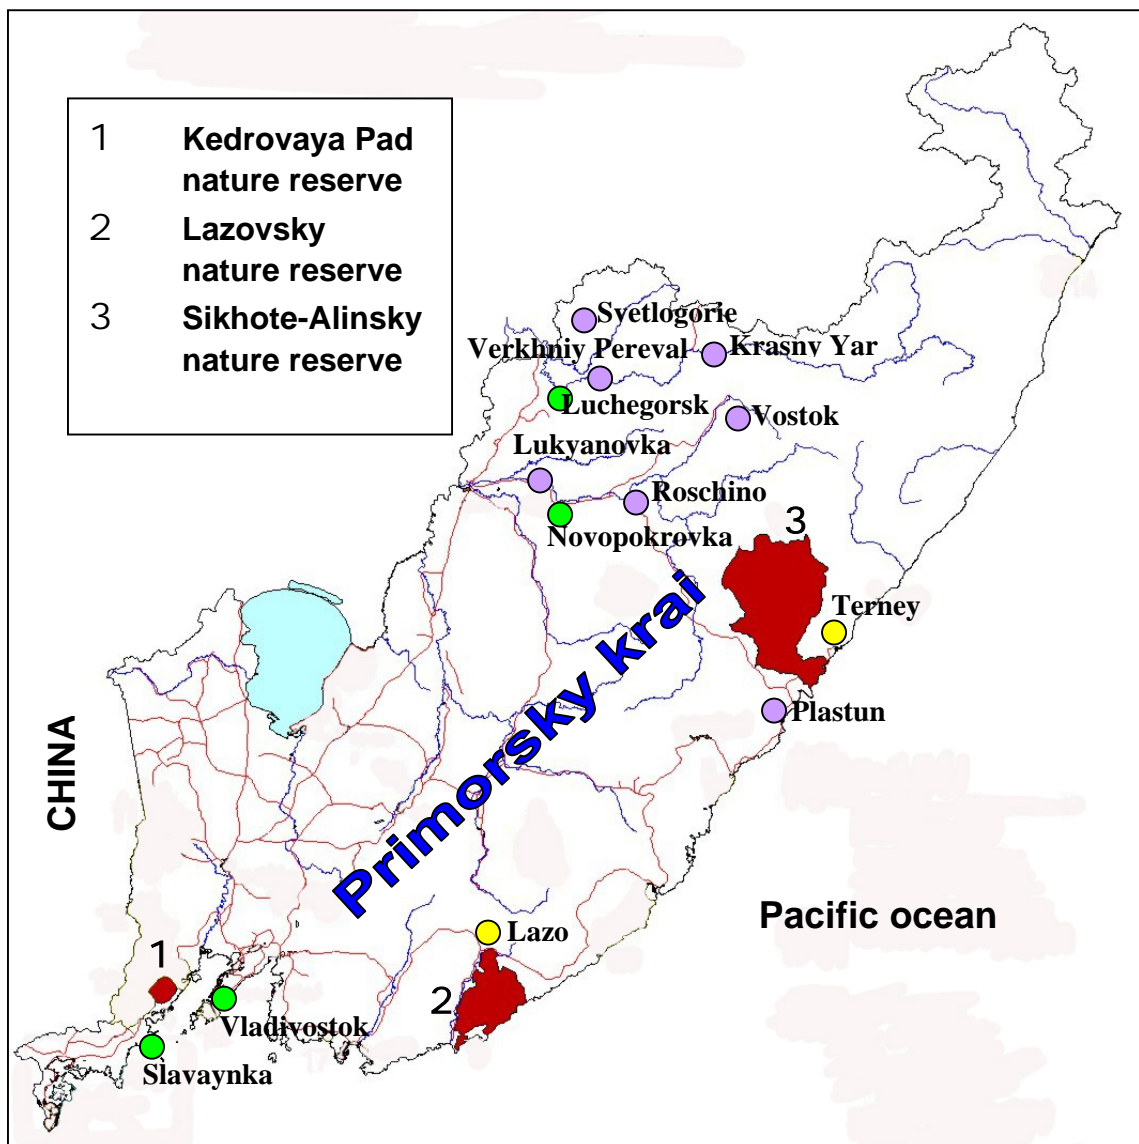 1 Kedrovaya Pad
nature reserve
2 Lazovsky
nature reserve
3 Sikhote-Alinsky
nature reserve
Svetlogorie
Verkhniy Pereval
Krasnv Yar
Luchegorsk
Vostok
Lukyanovka
Roschino
Novopokrovka
3
Terney
Primorsky krai
Plastun
CHINA
Pacific ocean
Lazo
1
2
Vladivostok
Slavaynka